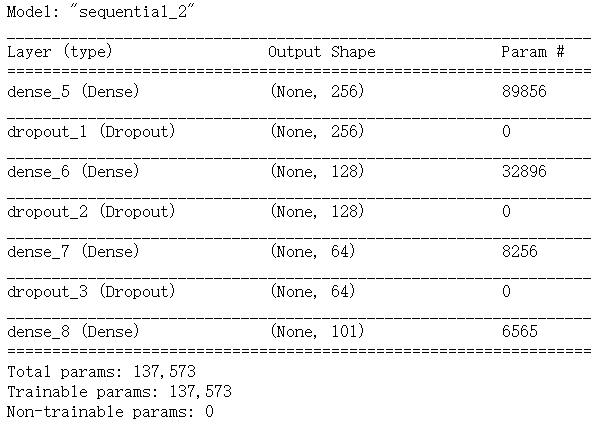 Model: "sequential_2"
_________________________________________________________________
Layer (type)                 Output Shape              Param #
=================================================================
dense_5 (Dense)              (None, 256)               89856
_________________________________________________________________
dropout_1 (Dropout)          (None, 256)               0
_________________________________________________________________
dense_6 (Dense)              (None, 128)               32896
_________________________________________________________________
dropout_2 (Dropout)          (None, 128)               0
_________________________________________________________________
dense_7 (Dense)              (None, 64)                8256
_________________________________________________________________
dropout_3 (Dropout)          (None, 64)                0
_________________________________________________________________
dense_8 (Dense)              (None, 101)               6565
=================================================================
Total params: 137,573
Trainable params: 137,573
Non-trainable params: 0